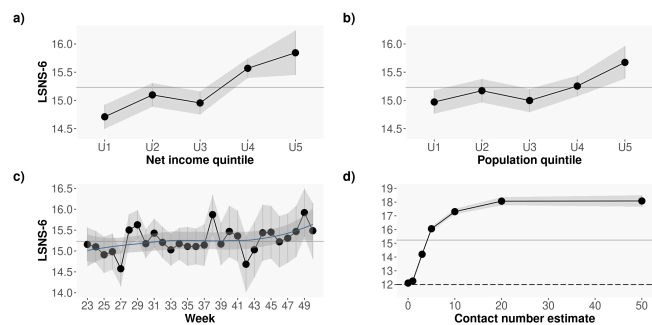 a)
LSNS-6
16.0
15.5
15.0
14.5
U1 U2 U3 U4 U5
Net income quintile
b)
16.0
15.5
15.0
14.5
U1 U2 U3 U4 U5
Population quintile
c)
LSNS-6
16.5
16.0
15.5
15.0
14.5
14.0
23 25 27 29 31 33 35 37 39 41 43 45 47 49
Week
d)
19
18
17
16
15
14
13
12
0 10 20 30 40 50
Contact number estimate